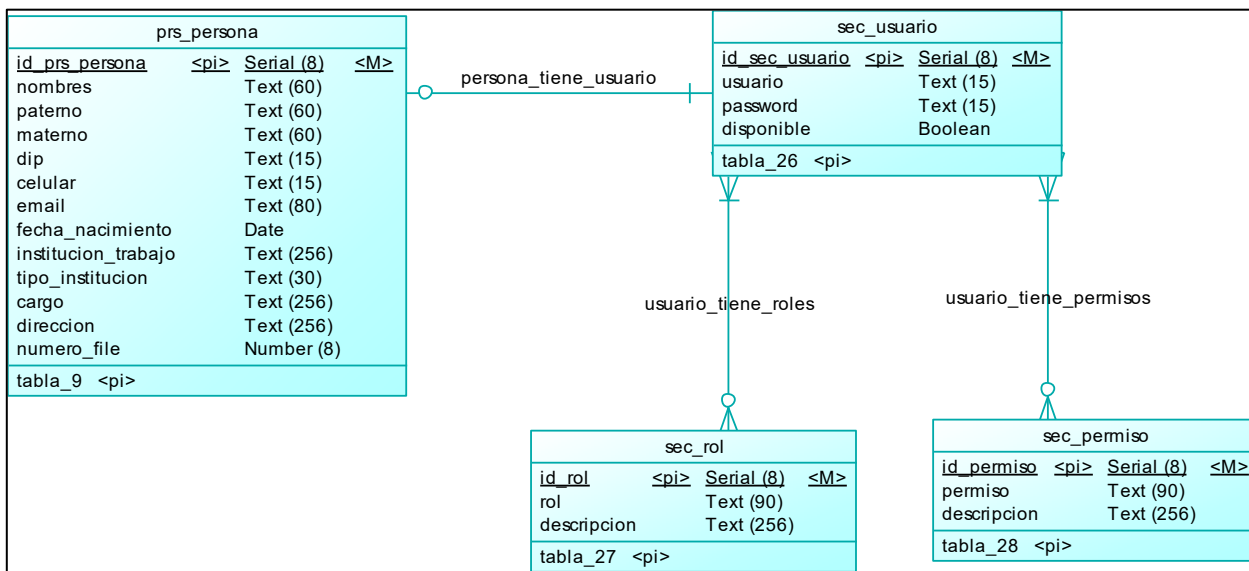 prs_persona
id_prs_persona <pi> Serial (8) <M>
nombres Text (60)
paterno Text (60)
materno Text (60)
dip Text (15)
celular Text (15)
email Text (80)
fecha_nacimiento Date
institucion_trabajo Text (256)
tipo_institucion Text (30)
cargo Text (256)
direccion Text (256)
numero_file Number (8)
tabla_9 <pi>
persona_tiene_usuario
sec_usuario
id_sec_usuario <pi> Serial (8) <M>
usuario Text (15)
password Text (15)
disponible Boolean
tabla_26 <pi>
usuario_tiene_roles
usuario_tiene_permisos
sec_rol
id_rol <pi> Serial (8) <M>
rol Text (90)
descripcion Text (256)
tabla_27 <pi>
sec_permiso
id_permiso <pi> Serial (8) <M>
permiso Text (90)
descripcion Text (256)
tabla_28 <pi>